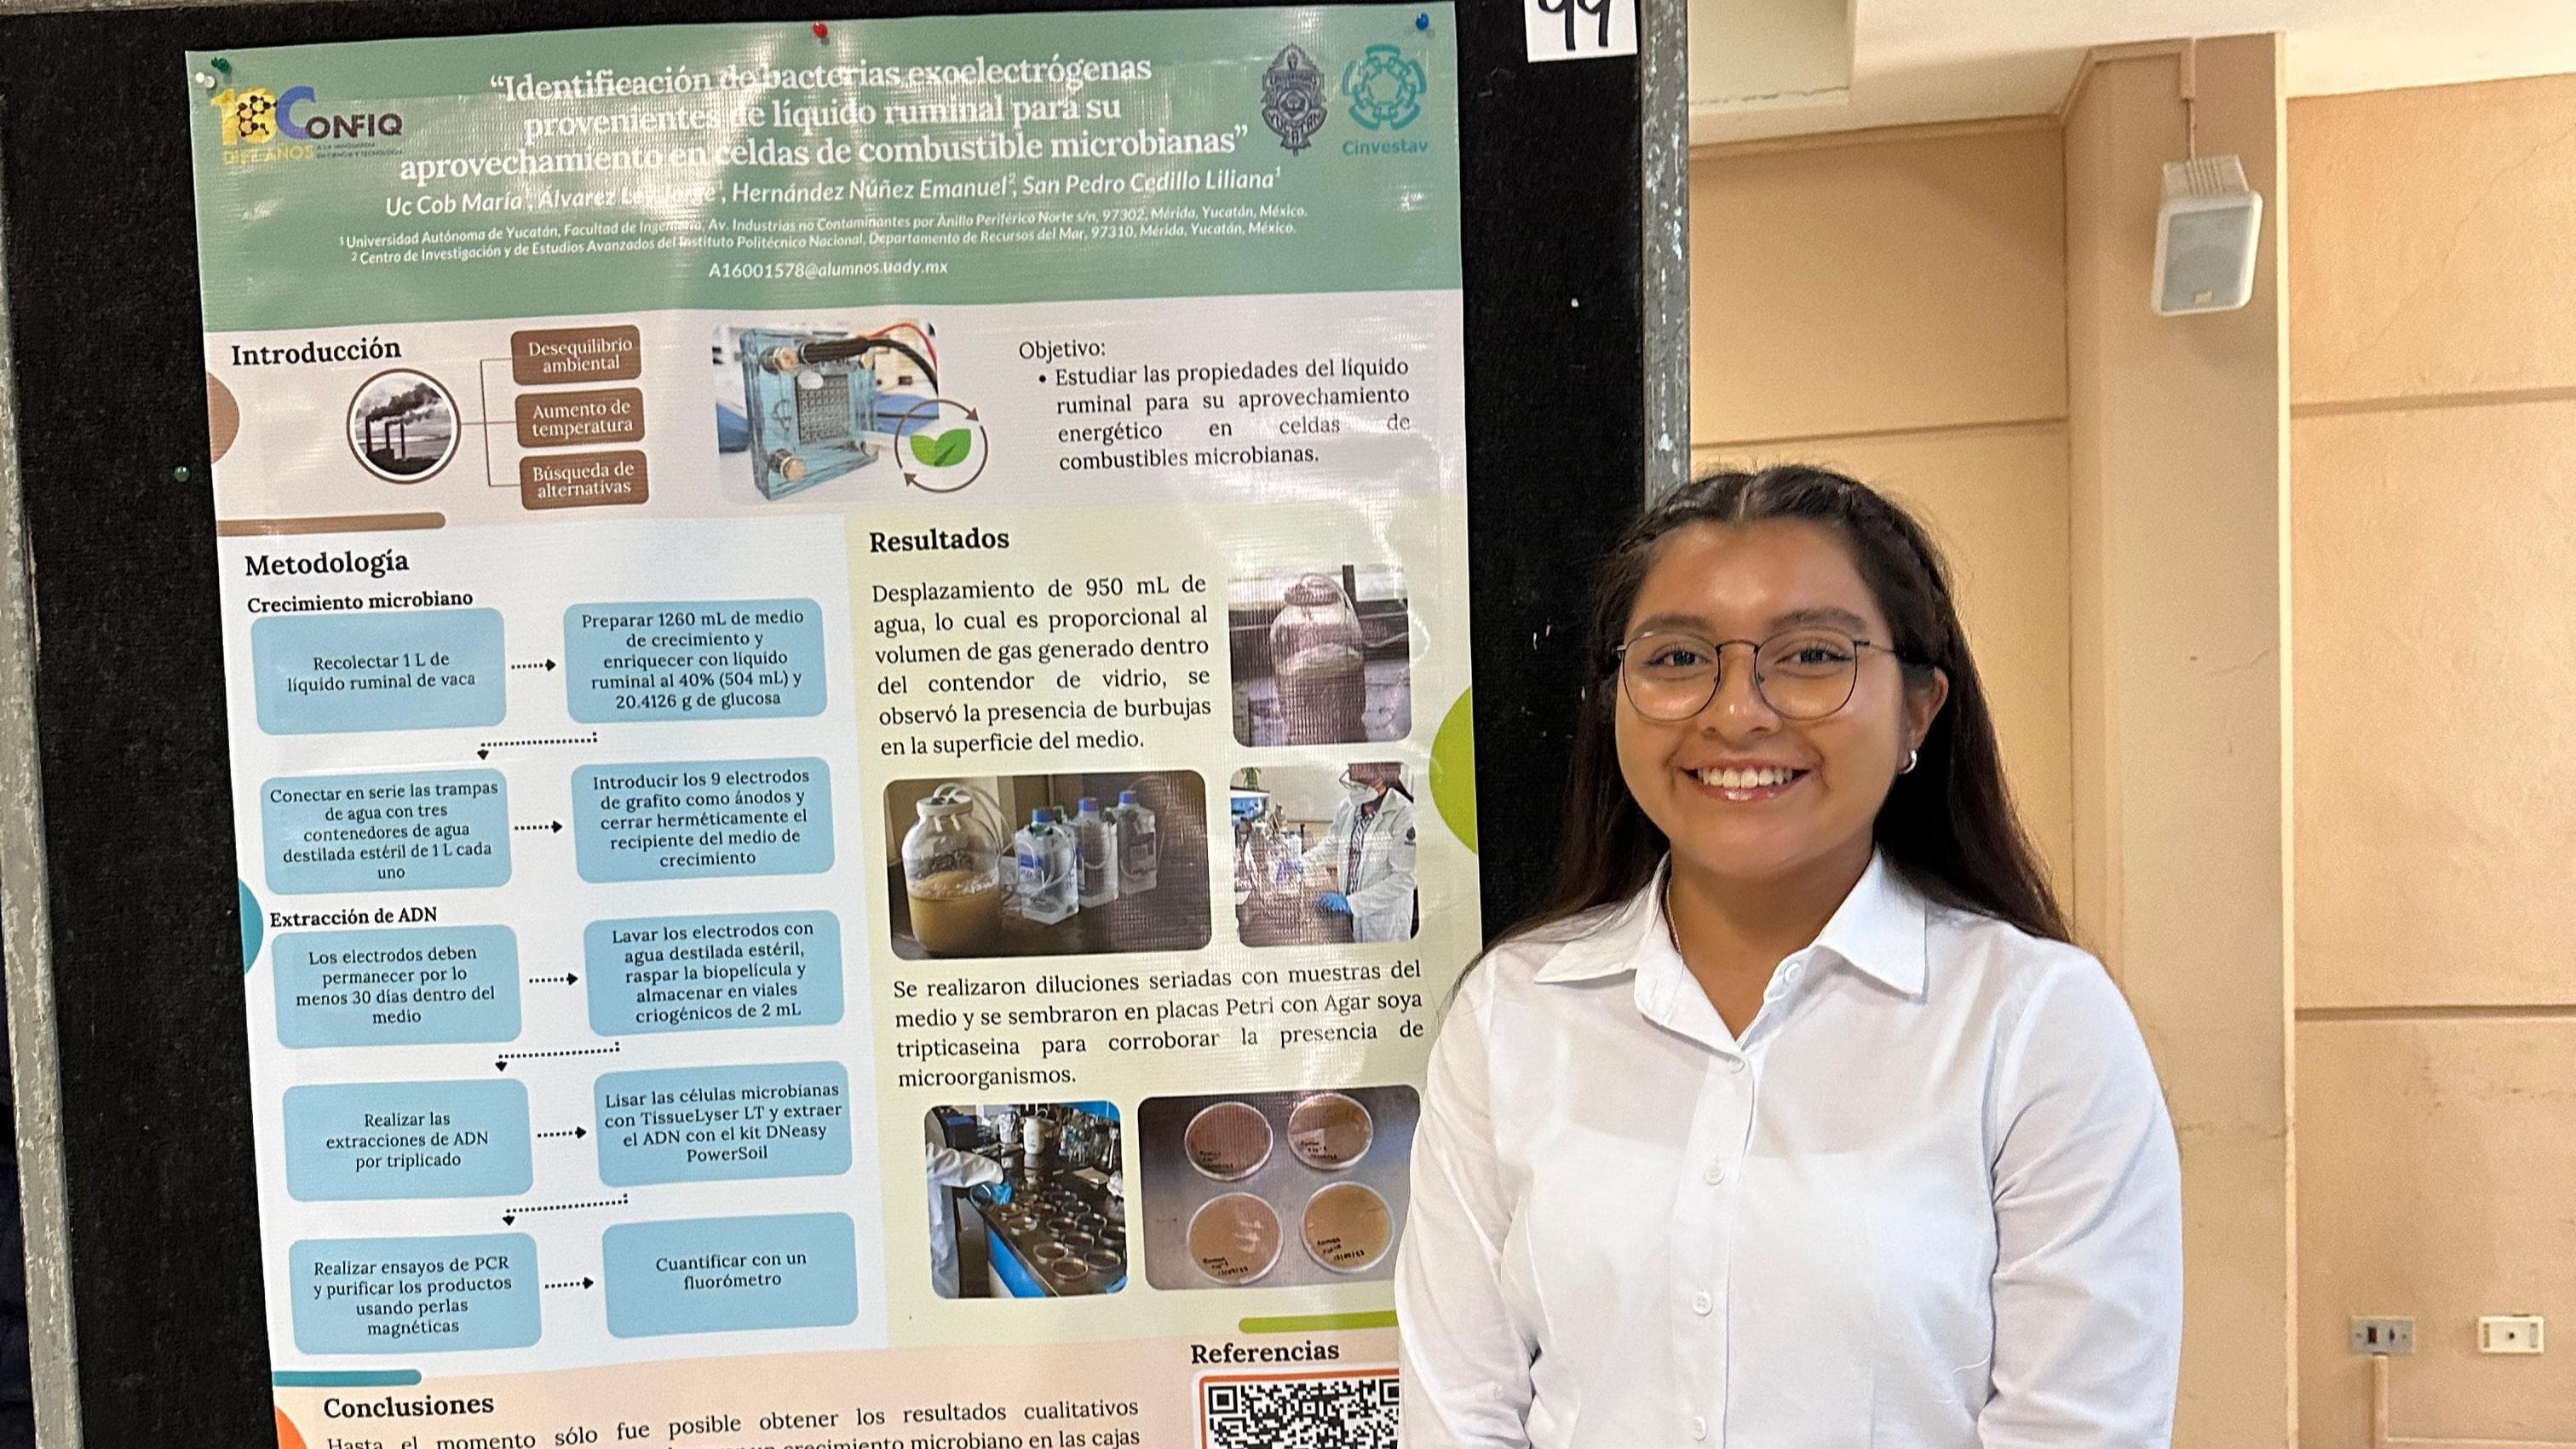 99
10 CONFIQ
DIEZ AÑOS
"Identificación de bacterias exoelectrógenas
provenientes de líquido ruminal para su
aprovechamiento en celdas de combustible microbianas"
YUCATAN
Cinvestav
Uc Cob María¹, Álvarez, Hernández Núñez Emanuel², San Pedro Cedillo Liliana¹
¹ Universidad Autónoma de Yucatán, Facultad de Ingeniería, Av. Industrias no Contaminantes por Anillo Periférico Norte s/n, 97302, Mérida, Yucatán, México.
² Centro de Investigación y de Estudios Avanzados del Instituto Politécnico Nacional, Departamento de Recursos del Mar, 97310, Mérida, Yucatán, México.
A16001578@alumnos.uady.mx
Introducción
Desequilibrio
ambiental
Aumento de
temperatura
Búsqueda de
alternativas
Objetivo:
• Estudiar las propiedades del líquido
ruminal para su aprovechamiento
energético en celdas de
combustibles microbianas.
Metodología
Crecimiento microbiano
Recolectar 1 L de
líquido ruminal de vaca
Preparar 1260 mL de medio
de crecimiento y
enriquecer con líquido
ruminal al 40% (504 mL) y
20.4126 g de glucosa
Conectar en serie las trampas
de agua con tres
contenedores de agua
destilada estéril de 1 L cada
uno
Introducir los 9 electrodos
de grafito como ánodos y
cerrar herméticamente el
recipiente del medio de
crecimiento
Extracción de ADN
Los electrodos deben
permanecer por lo
menos 30 días dentro del
medio
Lavar los electrodos con
agua destilada estéril,
raspar la biopelícula y
almacenar en viales
criogénicos de 2 mL
Realizar las
extracciones de ADN
por triplicado
Lisar las células microbianas
con TissueLyser LT y extraer
el ADN con el kit DNeasy
PowerSoil
Realizar ensayos de PCR
y purificar los productos
usando perlas
magnéticas
Cuantificar con un
fluorómetro
Resultados
Desplazamiento de 950 mL de
agua, lo cual es proporcional al
volumen de gas generado dentro
del contendor de vidrio, se
observó la presencia de burbujas
en la superficie del medio.
Se realizaron diluciones seriadas con muestras del
medio y se sembraron en placas Petri con Agar soya
tripticaseina para corroborar la presencia de
microorganismos.
Conclusiones
Hasta el momento sólo fue posible obtener los resultados cualitativos
crecimiento microbiano en las cajas
Referencias